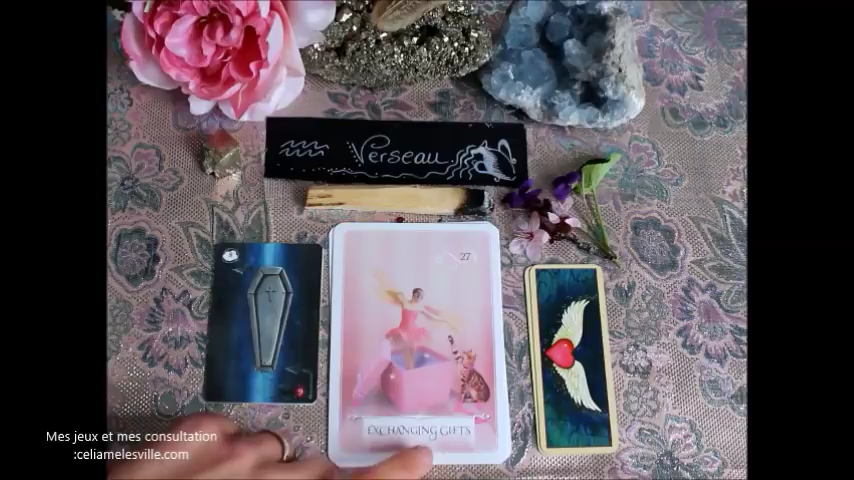 Verseau
27
EXCHANGING GIFTS
Mes jeux et mes consultation
:celiamelesville.com